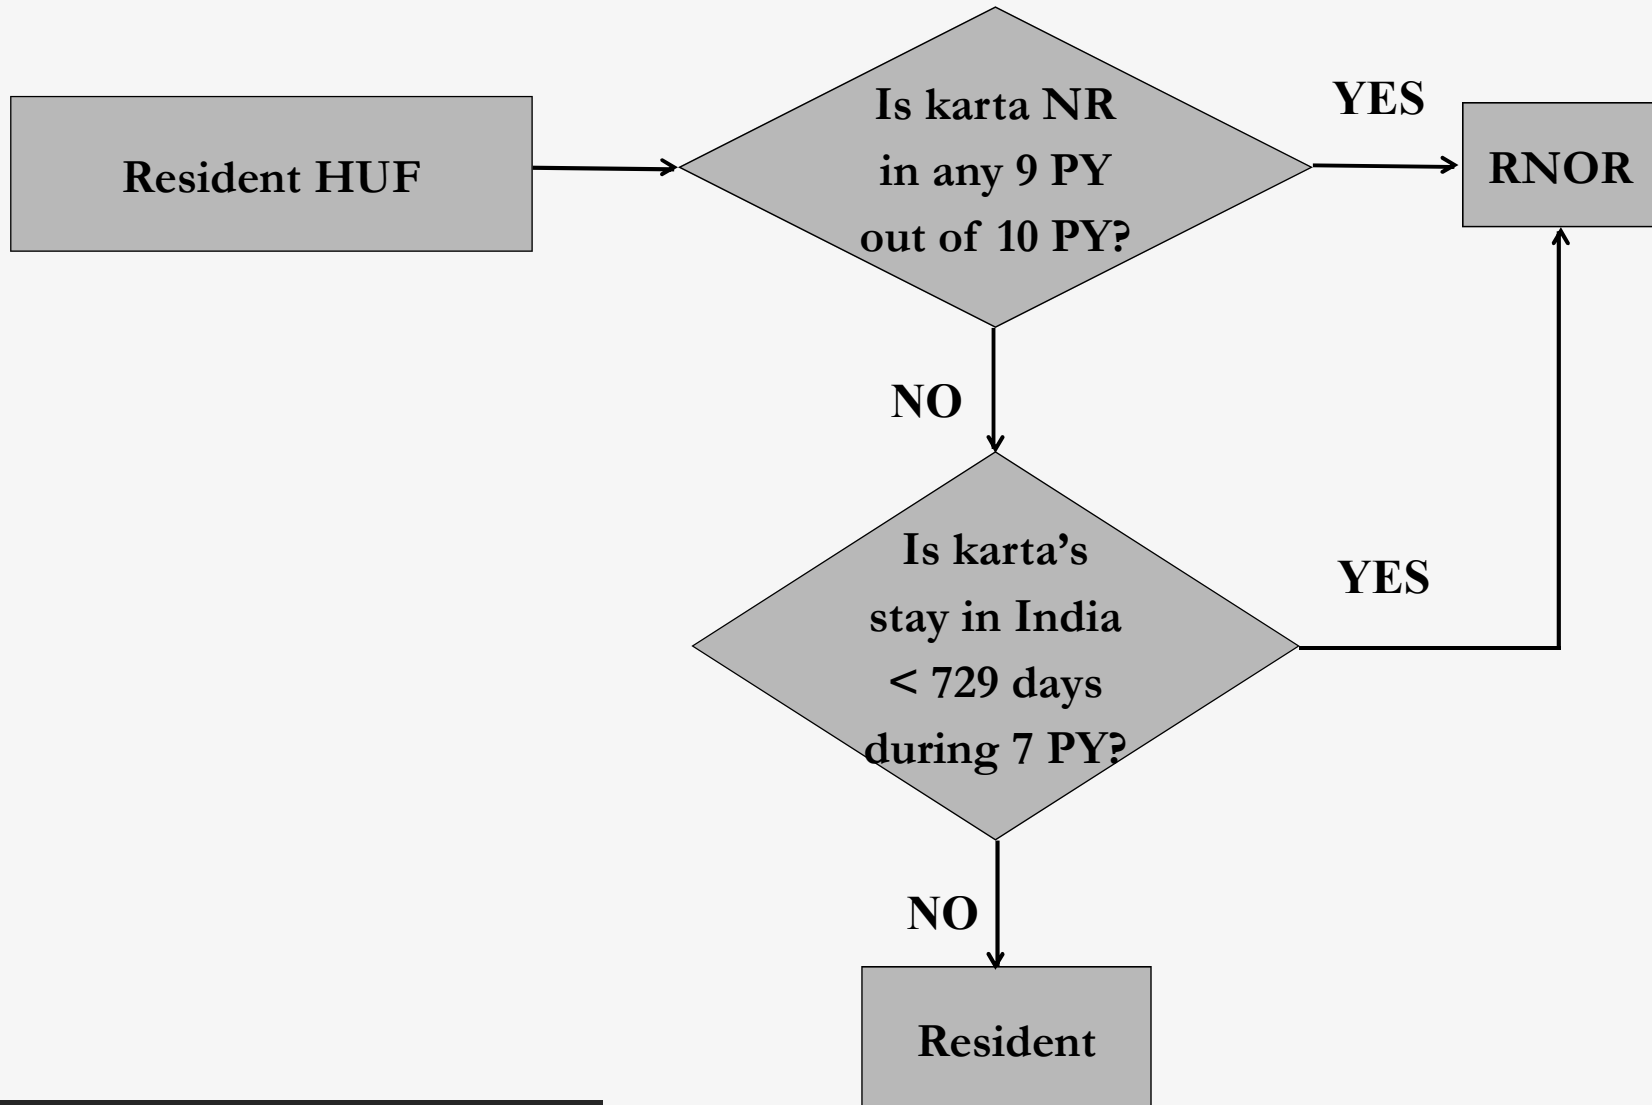 Resident HUF
Is karta NR
in any 9 PY
out of 10 PY?
YES
RNOR
NO
Is karta’s
stay in India
< 729 days
during 7 PY?
YES
NO
Resident